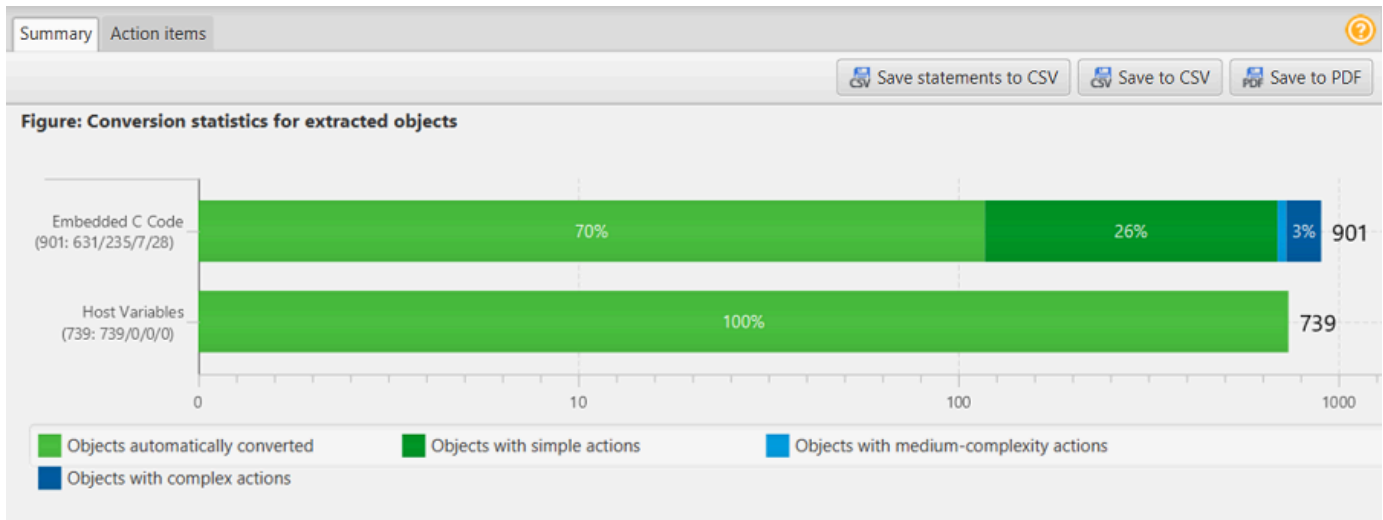 Summary Action items
?
CSV Save statements to CSV CSV Save to CSV PDF Save to PDF
Figure: Conversion statistics for extracted objects
Embedded C Code
(901: 631/235/7/28)
70% 26% 3% 901
Host Variables
(739: 739/0/0/0)
100% 739
0 10 100 1000
Objects automatically converted Objects with simple actions Objects with medium-complexity actions
Objects with complex actions